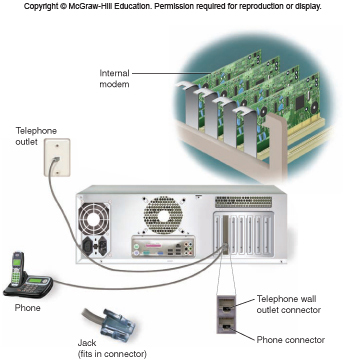 Copyright © McGraw-Hill Education. Permission required for reproduction or display.
Internal
modem
Telephone
outlet
Phone
Jack
(fits in connector)
Telephone wall
outlet connector
Phone connector